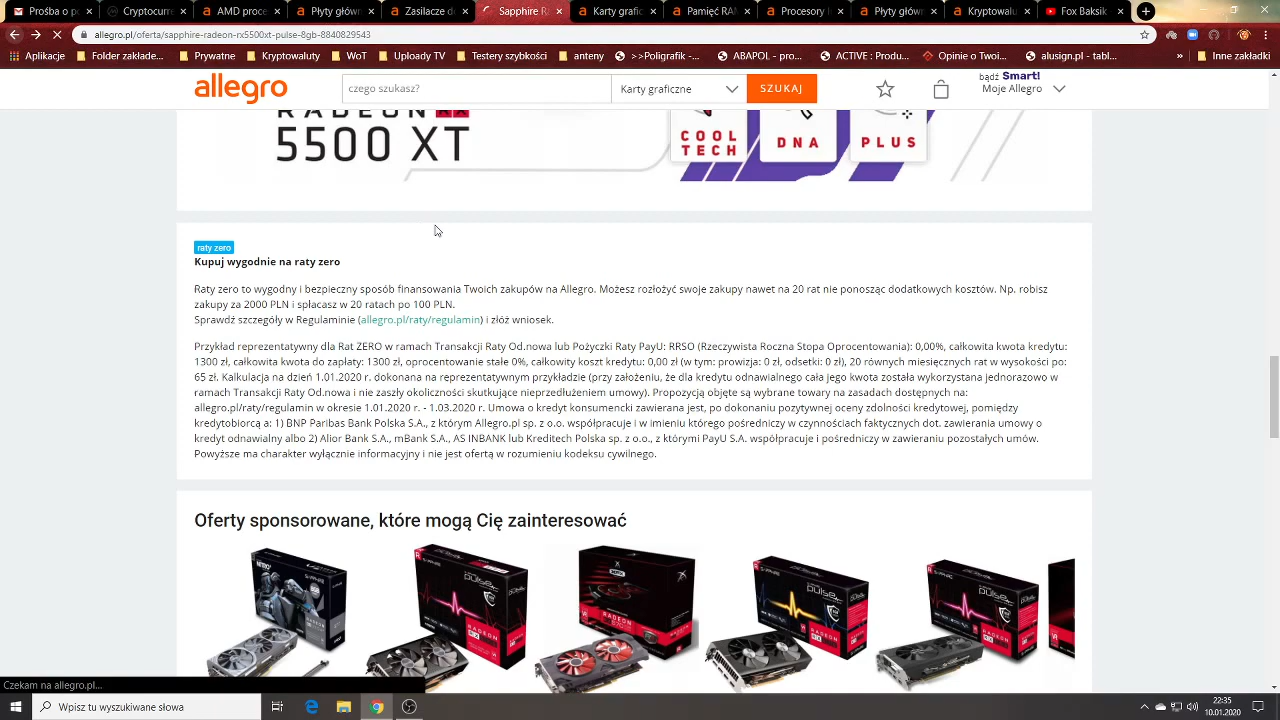 Prośba o p
Cryptocurre
AMD proce
Płyty główn
Zasilacze do
Sapphire R
Karty grafic
Pamięć RAM
Procesory I
Płyty główn
Kryptowalu
Fox Baksik
allegro.pl/oferta/sapphire-radeon-rx5500xt-pulse-8gb-8840829543
Aplikacje
Folder zakładki...
Kryptowaluty
WoT
Uploady TV
Testery szybkości
anteny
>>Poligrafik - ...
ABAPOL - pro...
ACTIVE : Produ...
Opinie o Twoi...
alusign.pl - tabl...
»
Inne zakładki
allegro
czego szukasz?
Karty graficzne
SZUKAJ
bądź Smart!
Moje Allegro
RADEON RX
5500 XT
COOL TECH
DNA
PLUS
raty zero
Kupuj wygodnie na raty zero
Raty zero to wygodny i bezpieczny sposób finansowania Twoich zakupów na Allegro. Możesz rozłożyć swoje zakupy nawet na 20 rat nie ponosząc dodatkowych kosztów. Np. robisz
zakupy za 2000 PLN i spłacasz w 20 ratach po 100 PLN.
Sprawdź szczegóły w Regulaminie (allegro.pl/raty/regulamin) i złóż wniosek.
Przykład reprezentatywny dla Rat ZERO w ramach Transakcji Raty Od.nowa lub Pożyczki Raty PayU: RRSO (Rzeczywista Roczna Stopa Oprocentowania): 0,00%, całkowita kwota kredytu:
1300 zł, całkowita kwota do zapłaty: 1300 zł, oprocentowanie stałe 0%, całkowity koszt kredytu: 0,00 zł (w tym: prowizja: 0 zł, odsetki: 0 zł), 20 równych miesięcznych rat w wysokości po
65 zł. Kalkulacja na dzień 1.01.2020 r. dokonana na reprezentatywnym przykładzie (przy założeniu, że dla kredytu odnawialnego cała jego kwota została wykorzystana jednorazowo w
ramach Transakcji Raty Od.nowa i nie zaszły okoliczności skutkujące nieprzedłużeniem umowy). Propozycją objęte są wybrane towary na zasadach dostępnych na:
allegro.pl/raty/regulamin w okresie 1.01.2020 r. - 1.03.2020 r. Umowa o kredyt konsumencki zawierana jest, po dokonaniu pozytywnej oceny zdolności kredytowej, pomiędzy
kredytobiorcą a: 1) BNP Paribas Bank Polska S.A., z którym Allegro.pl sp. z o.o. współpracuje i w imieniu którego pośredniczy w czynnościach faktycznych dot. zawierania umowy o
kredyt odnawialny albo 2) Alior Bank S.A., mBank S.A., AS INBANK lub Kreditech Polska sp. z o.o., z którymi PayU S.A. współpracuje i pośredniczy w zawieraniu pozostałych umów.
Powyższe ma charakter wyłącznie informacyjny i nie jest ofertą w rozumieniu kodeksu cywilnego.
Oferty sponsorowane, które mogą Cię zainteresować
Czekam na allegro.pl...
Wpisz tu wyszukiwane słowa
22:35
10.01.2020